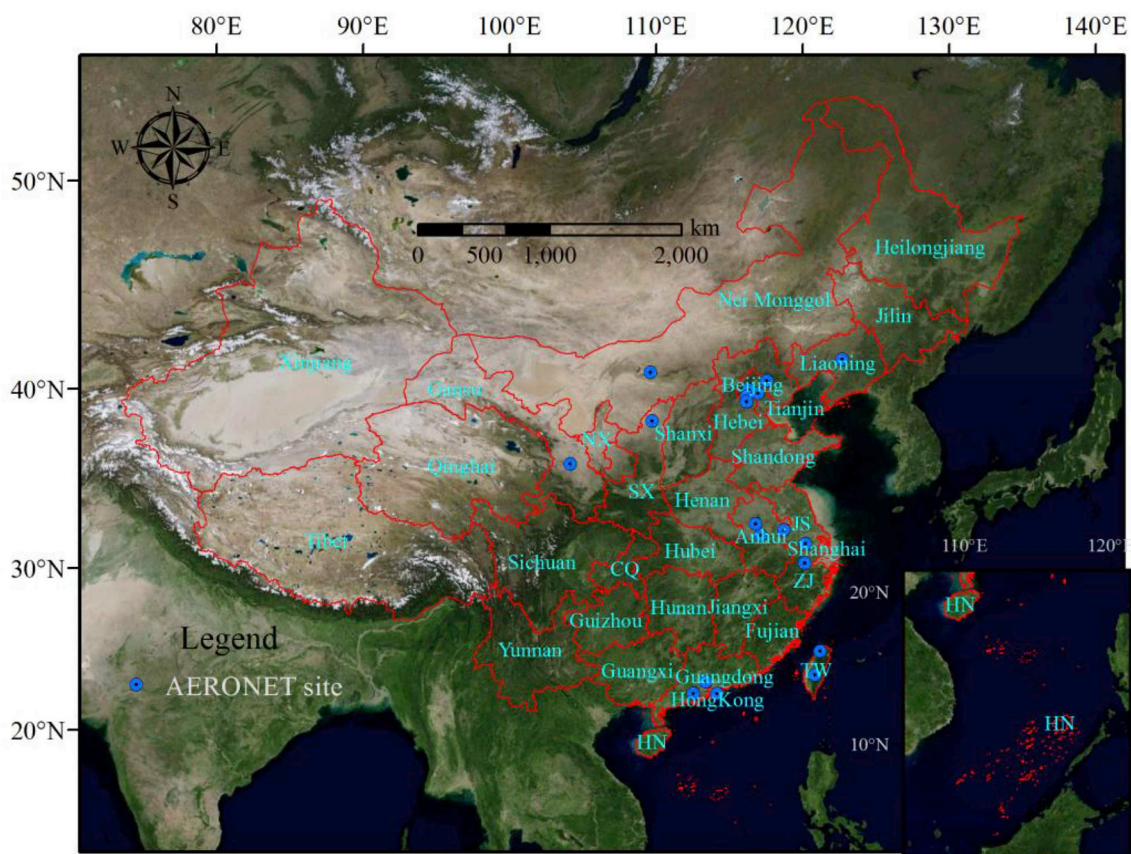 80°E 90°E 100°E 110°E 120°E 130°E 140°E
N
W E
S
50°N
km
0 500 1,000 2,000
Heilongjiang
Nei Monggol
Jilin
Liaoning
40°N
Xinjiang
Gansu
Beijing
Tianjin
Hebei
NX
Shanxi
Qinghai
Shandong
SX
Henan
JS
Anhui
Shanghai
Tibet
Sichuan
Hubei
110°E 120°E
30°N
CQ
ZJ
20°N
HN
Hunan
Jiangxi
Guizhou
Fujian
Legend
Yunnan
Guangxi
Guangdong
TW
AERONET site
HongKong
HN
20°N
10°N
HN